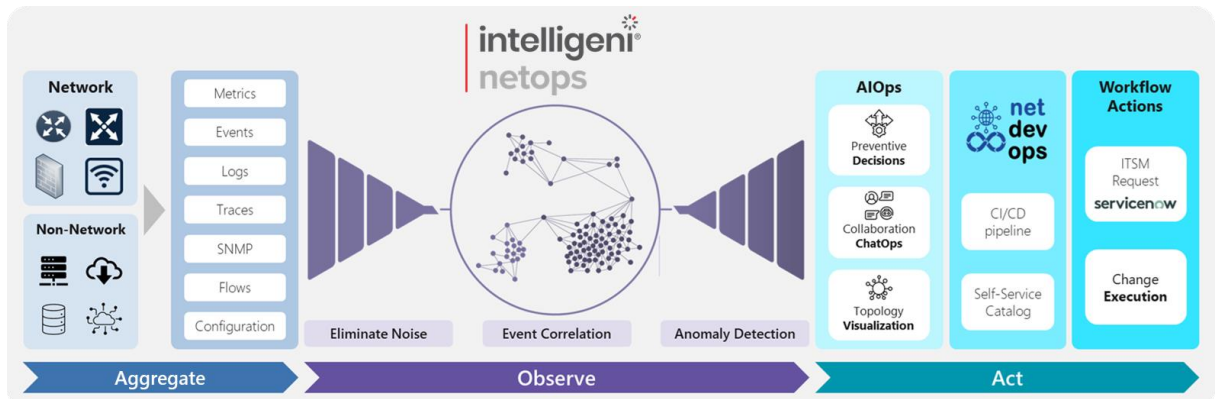 intelligeni®
netops
Network
Non-Network
Metrics
Events
Logs
Traces
SNMP
Flows
Configuration
Eliminate Noise
Event Correlation
Anomaly Detection
AIOps
Preventive
Decisions
Collaboration
ChatOps
Topology
Visualization
net
dev
ops
CI/CD
pipeline
Self-Service
Catalog
Workflow
Actions
ITSM
Request
servicenow
Change
Execution
Aggregate
Observe
Act